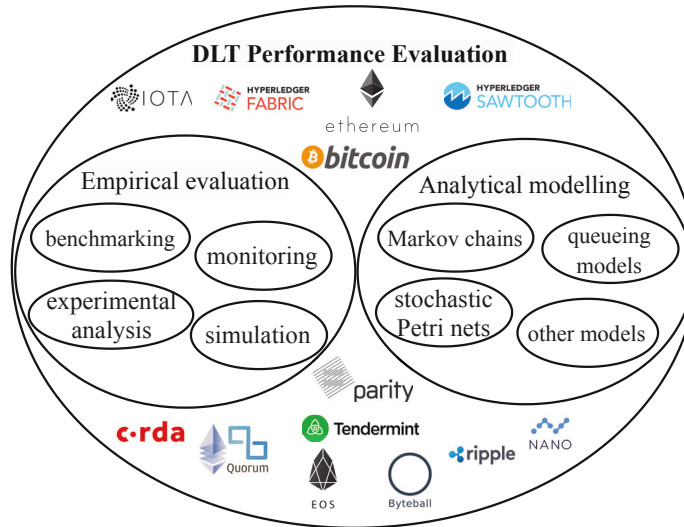 DLT Performance Evaluation
IOTA
HYPERLEDGER
FABRIC
ethereum
HYPERLEDGER
SAWTOOTH
bitcoin
Empirical evaluation
benchmarking
monitoring
experimental
analysis
simulation
Analytical modelling
Markov chains
queueing
models
stochastic
Petri nets
other models
parity
c·rda
Quorum
Tendermint
EOS
Byteball
ripple
NANO